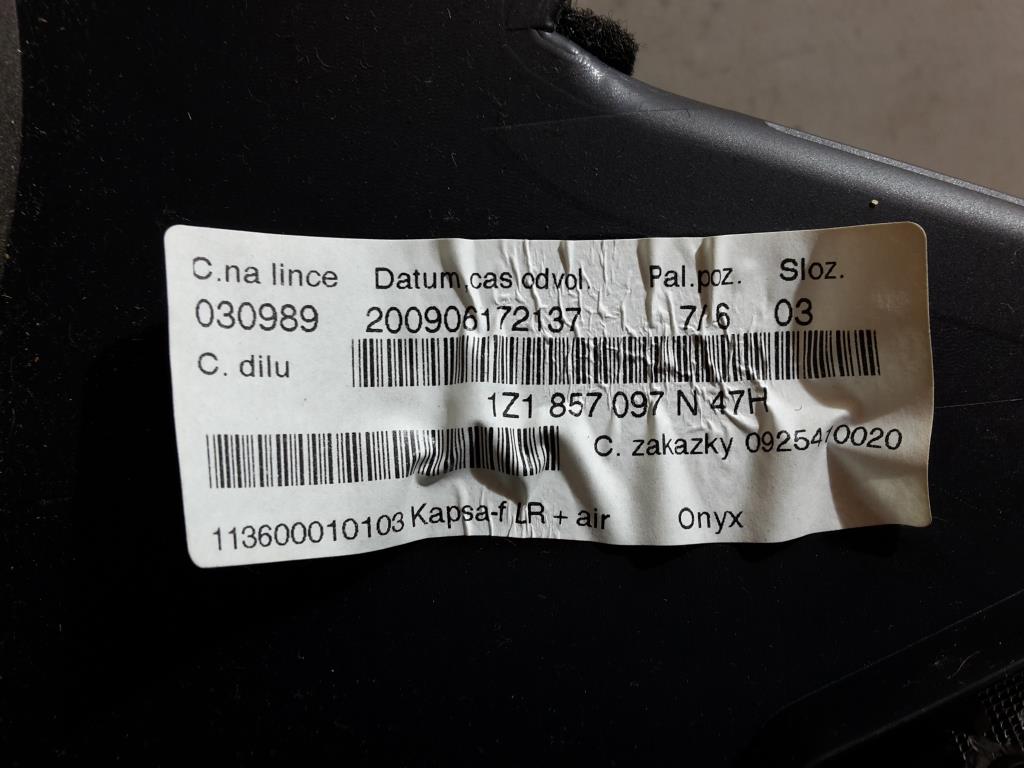 C.na lince Datum,cas odvol. Pal.poz. Sloz.
030989 200906172137 7/6 03
C. dilu
1Z1 857 097 N 47H
C. zakazky 0925410020
113600010103 Kapsa-f LR + air Onyx